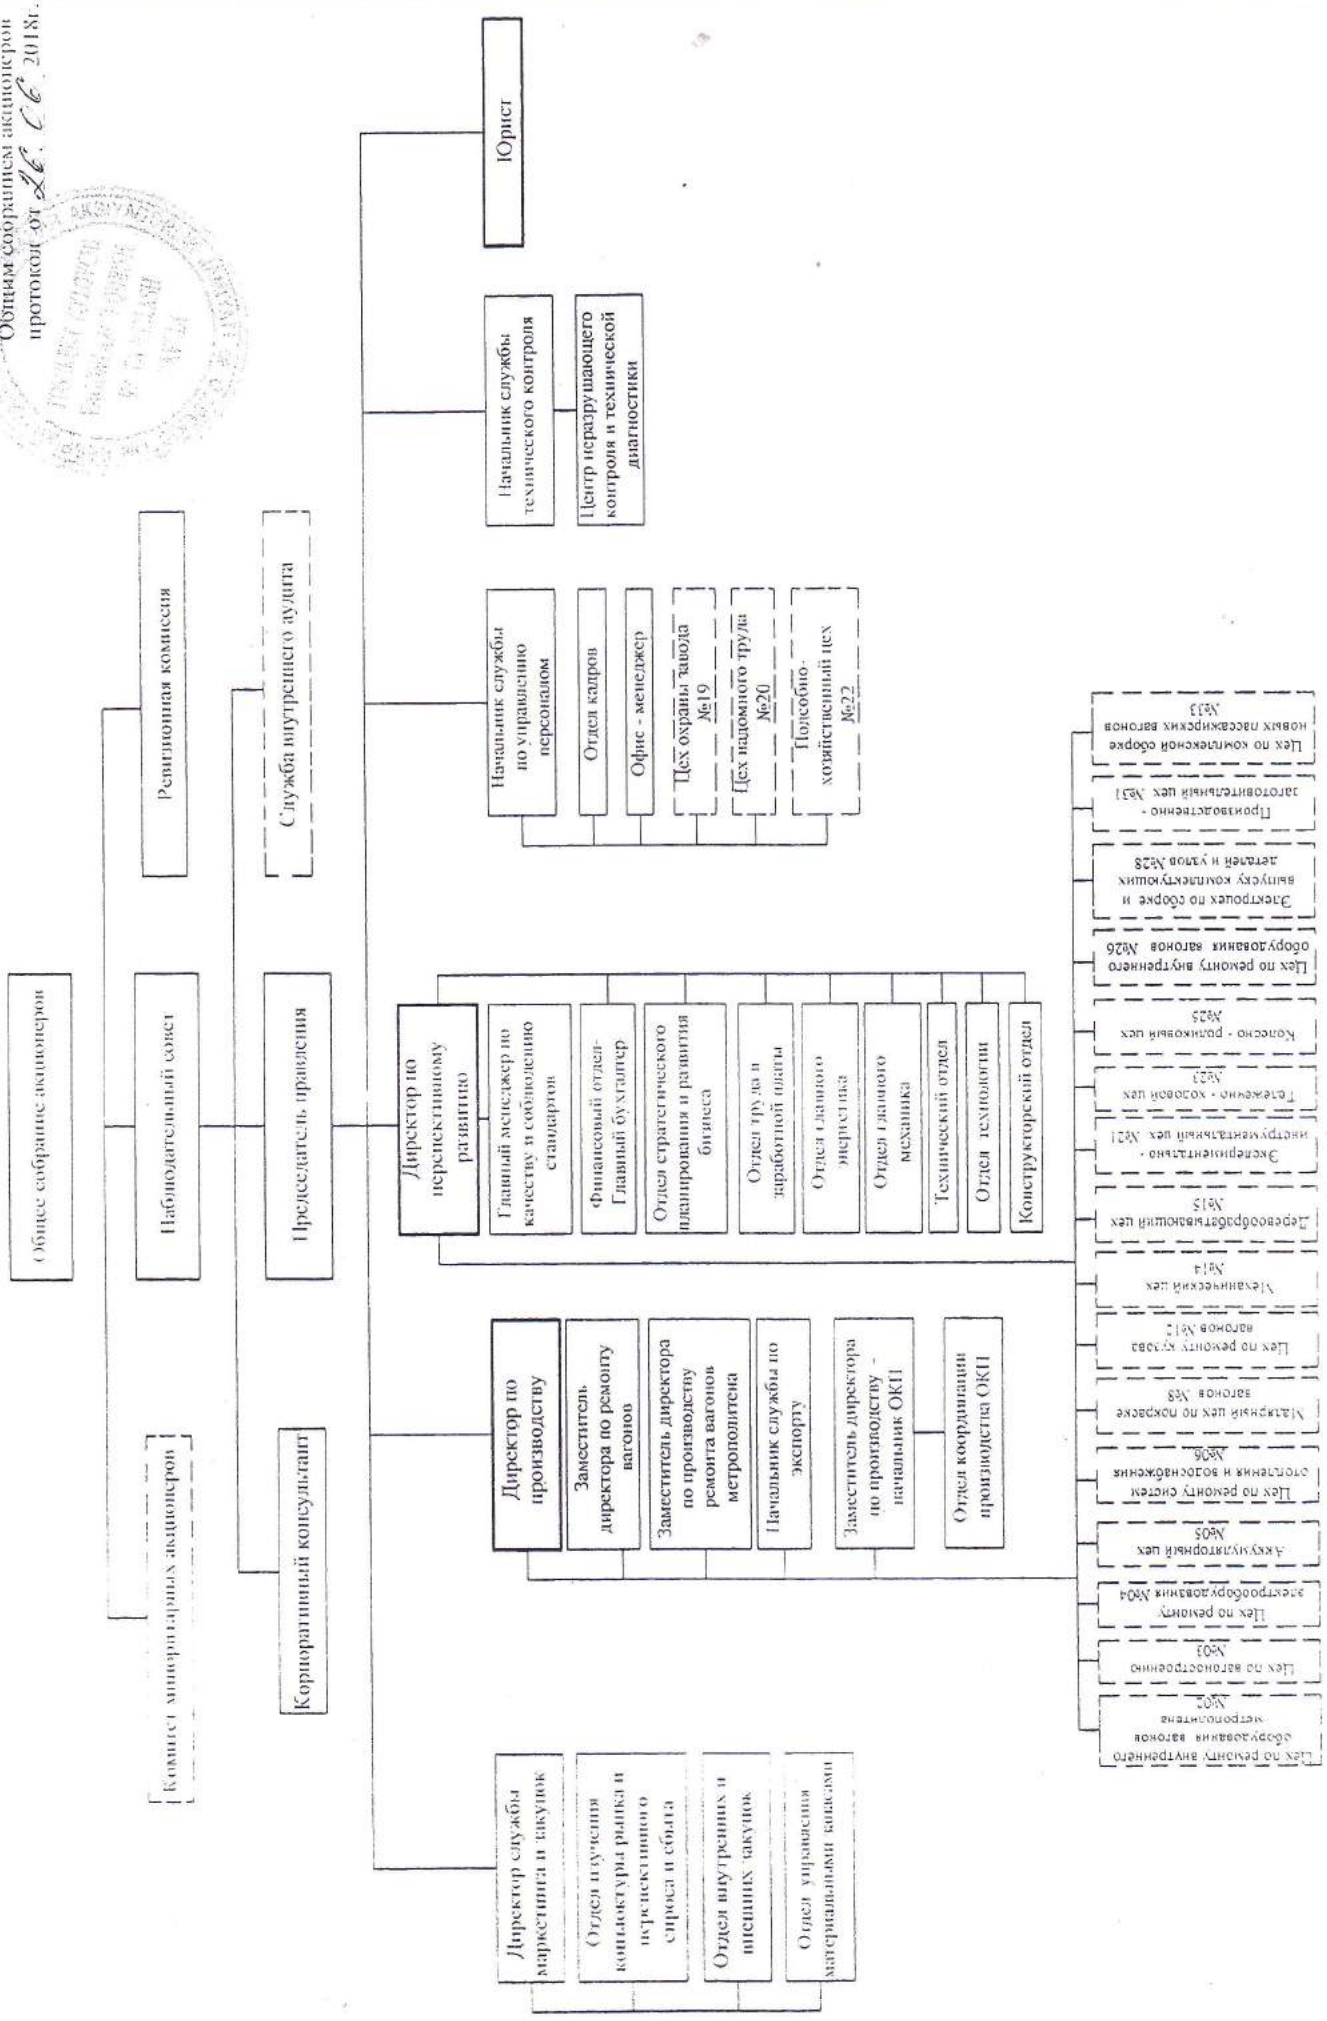 Общим собранием акционеров
протокол от 26. 06. 2018г.
Общее собрание акционеров
Комитет миноритарных акционеров
Наблюдательный совет
Ревизионная комиссия
Корпоративный консультант
Председатель правления
Служба внутреннего аудита
Директор службы
маркетинга и закупок
Отдел изучения
конъюктуры рынка и
перспективного
спроса и сбыта
Отдел внутренних и
внешних закупок
Отдел управления
материальными запасами
Директор по
производству
Заместитель
директора по ремонту
вагонов
Заместитель директора
по производству
ремонта вагонов
метрополитена
Начальник службы по
экспорту
Заместитель директора
по производству -
начальник ОКП
Отдел координации
производства ОКП
Директор по
перспективному
развитию
Главный менеджер по
качеству и соблюдению
стандартов
Финансовый отдел-
Главный бухгалтер
Отдел стратегического
планирования и развития
бизнеса
Отдел труда и
заработной платы
Отдел главного
энергетика
Отдел главного
механика
Технический отдел
Отдел технологии
Конструкторский отдел
Начальник службы
по управлению
персоналом
Отдел кадров
Офис - менеджер
Цех охраны завода
№19
Цех надомного труда
№20
Подсобно-
хозяйственный цех
№22
Начальник службы
технического контроля
Центр неразрушающего
контроля и технической
диагностики
Юрист
Цех по ремонту внутреннего
оборудования вагонов
метрополитена
№02
Цех по вагоностроению
№03
Цех по ремонту
электрооборудования №04
Аккумуляторный цех
№05
Цех по ремонту систем
отопления и водоснабжения
№06
Малярный цех по покраске
вагонов №8
Цех по ремонту кузова
вагонов №12
Механический цех
№14
Деревообрабатывающий цех
№15
Экспериментально -
инструментальный цех №21
Тележечно - ходовой цех
№23
Колесно - роликовый цех
№25
Цех по ремонту внутреннего
оборудования вагонов №26
Электроцех по сборке и
выпуску комплектующих
деталей и узлов №28
Производственно -
заготовительный цех №31
Цех по комплексной сборке
новых пассажирских вагонов
№33